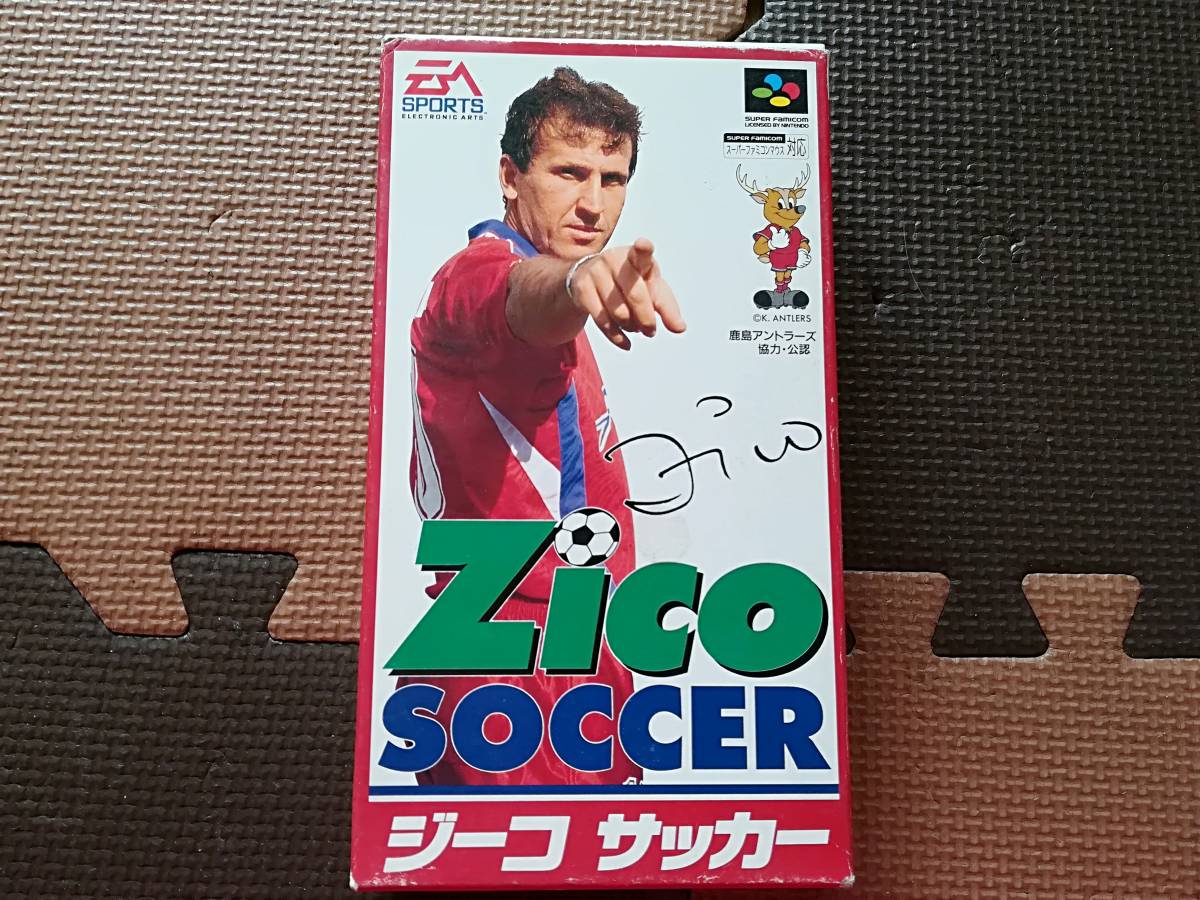 EA
SPORTS
ELECTRONIC ARTS
SUPER FAMICOM
LICENSED BY NINTENDO
SUPER FAMICOM
スーパーファミコンマウス 対応
©K. ANTLERS
鹿島アントラーズ
協力・公認
Zico
Zico
SOCCER
ジーコ サッカー